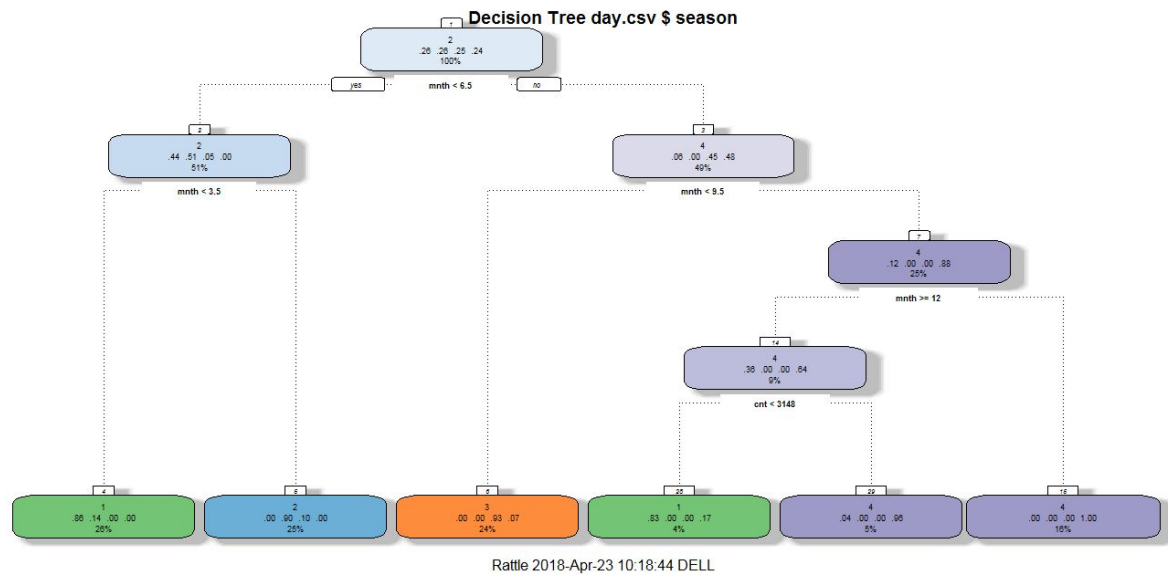 Decision Tree day.csv $ season
1
2
.26 .26 .25 .24
100%
yes mnth < 6.5 no
2
2
.44 .51 .05 .00
51%
mnth < 3.5
3
4
.06 .00 .45 .48
49%
mnth < 9.5
7
4
.12 .00 .00 .88
25%
mnth >= 12
14
4
.36 .00 .00 .64
9%
cnt < 3148
4
1
.86 .14 .00 .00
26%
5
2
.00 .90 .10 .00
25%
6
3
.00 .00 .93 .07
24%
28
1
.83 .00 .00 .17
4%
29
4
.04 .00 .00 .96
5%
15
4
.00 .00 .00 1.00
16%
Rattle 2018-Apr-23 10:18:44 DELL